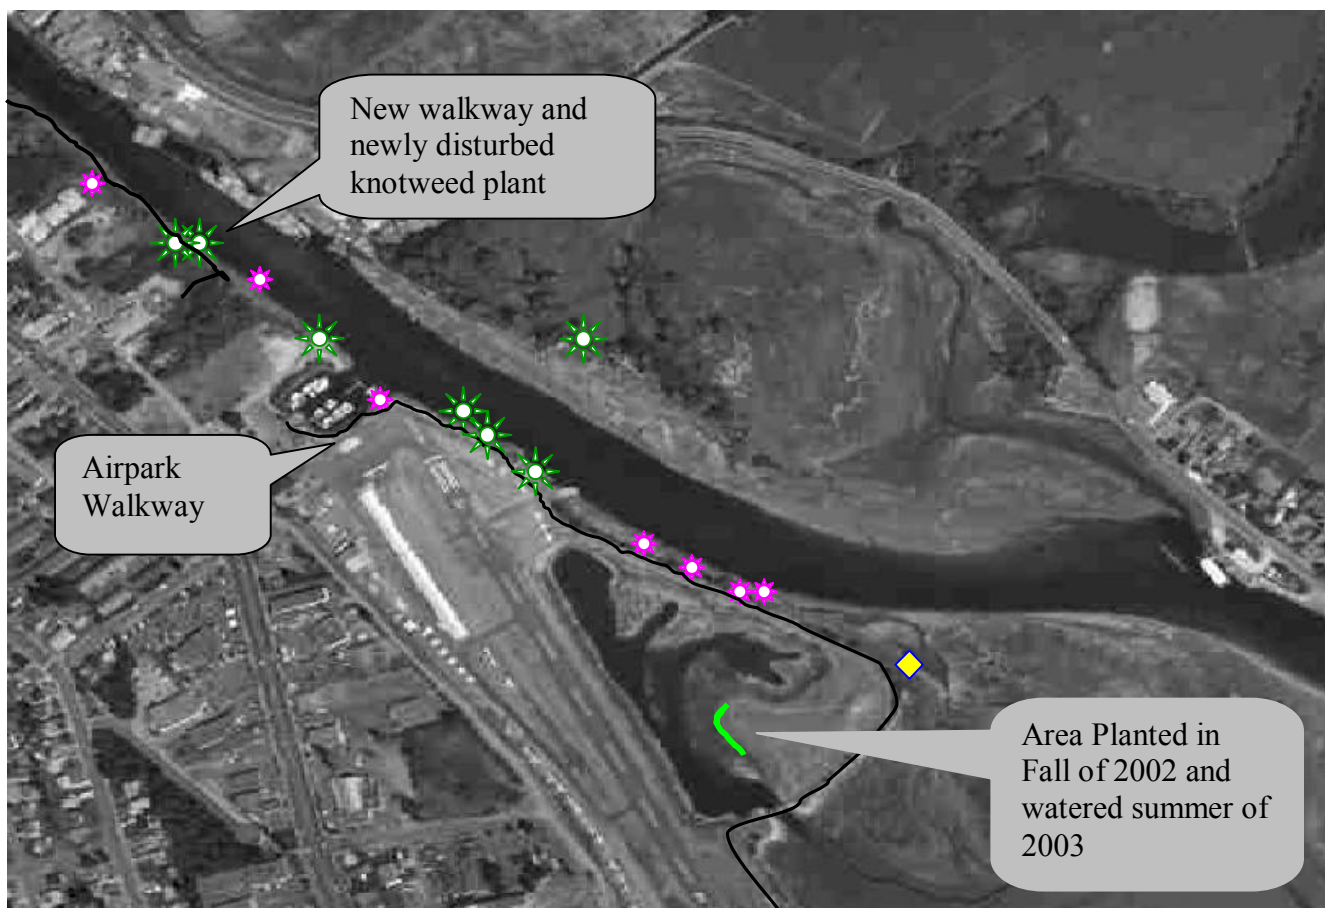 New walkway and
newly disturbed
knotweed plant
Airpark
Walkway
Area Planted in
Fall of 2002 and
watered summer of
2003